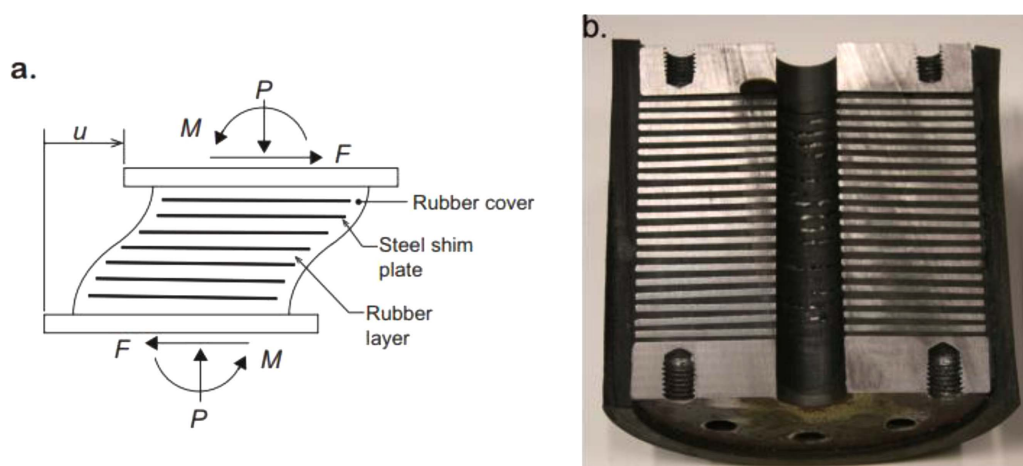 a.
P
M
u
F
Rubber cover
Steel shim
plate
Rubber
layer
F
M
P
b.